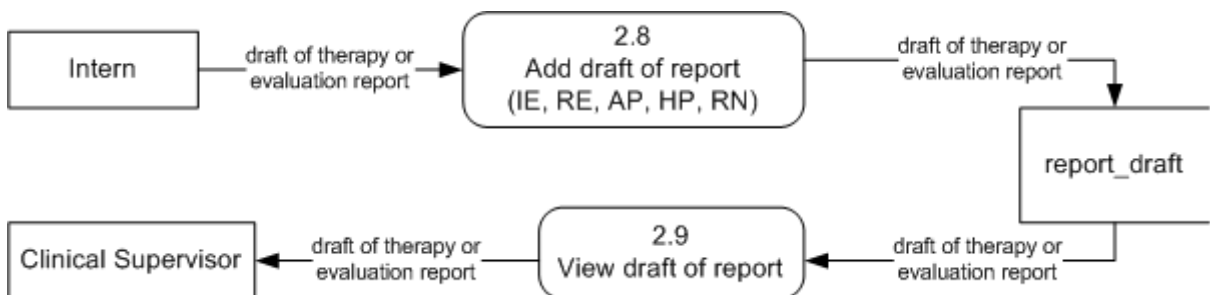 Intern
draft of therapy or
evaluation report
2.8
Add draft of report
(IE, RE, AP, HP, RN)
draft of therapy or
evaluation report
report_draft
Clinical Supervisor
draft of therapy or
evaluation report
2.9
View draft of report
draft of therapy or
evaluation report